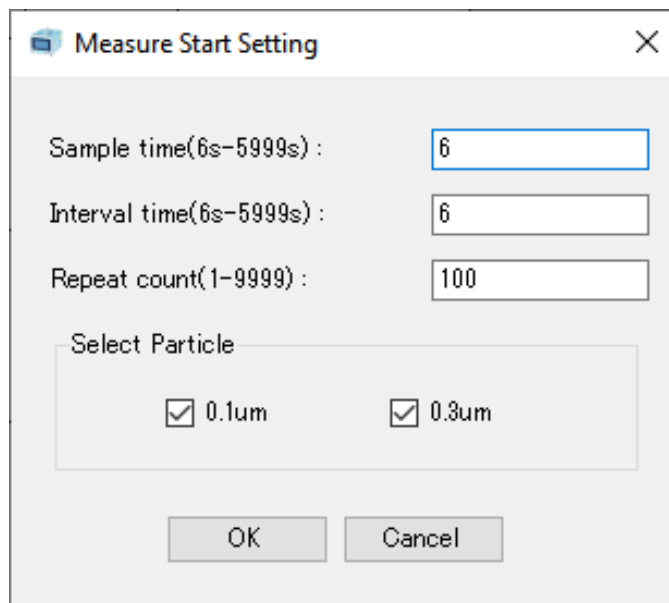 Measure Start Setting
Sample time(6s-5999s) : 6
Interval time(6s-5999s) : 6
Repeat count(1-9999) : 100
Select Particle
0.1um 0.3um
OK Cancel